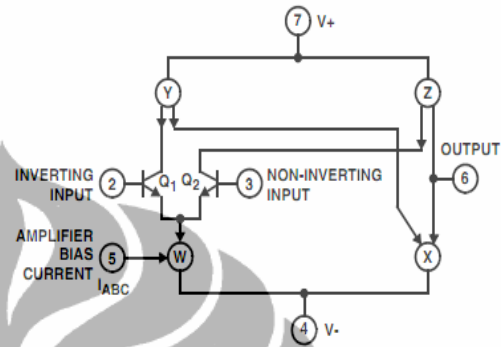 7 V+
Y Z
OUTPUT
INVERTING INPUT
2 Q1 Q2 3
NON-INVERTING INPUT
6
AMPLIFIER BIAS CURRENT
5 IABC
W X
4 V-